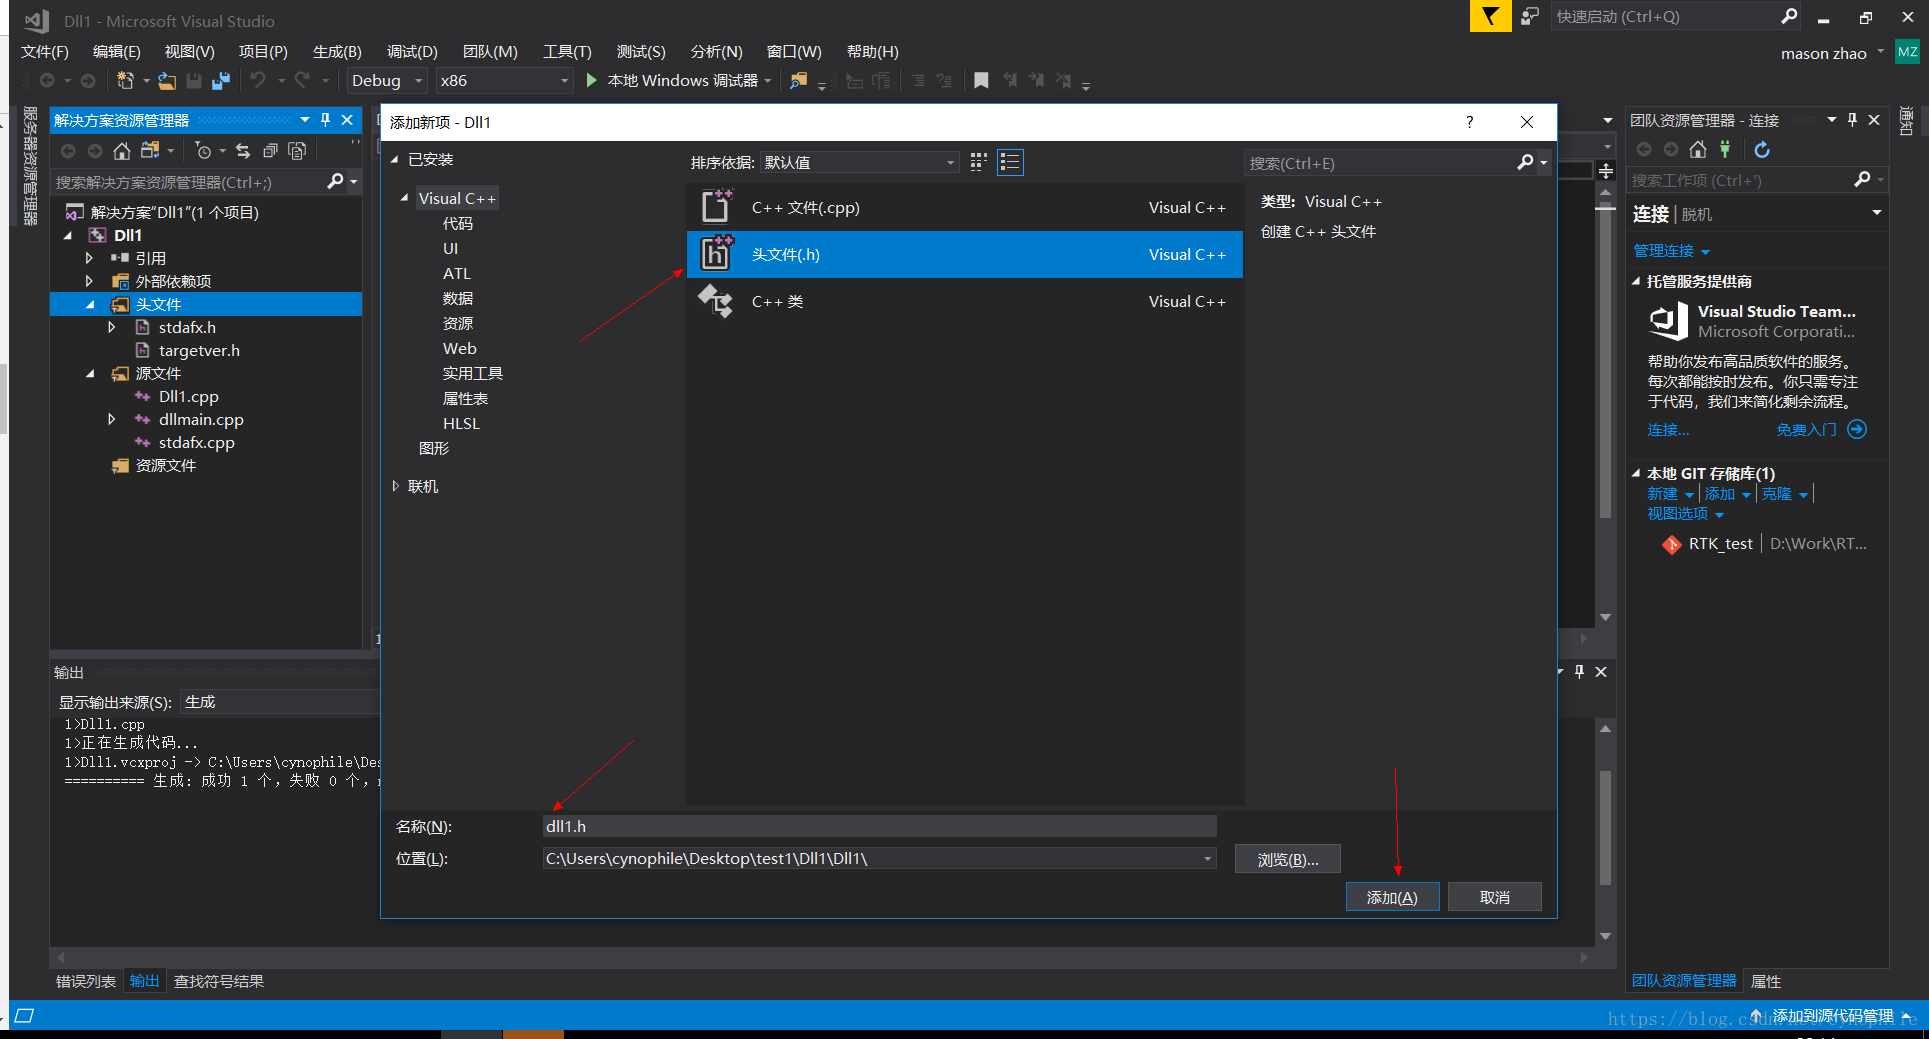 Dll1 - Microsoft Visual Studio
快速启动 (Ctrl+Q)
文件(F) 编辑(E) 视图(V) 项目(P) 生成(B) 调试(D) 团队(M) 工具(T) 测试(S) 分析(N) 窗口(W) 帮助(H)
mason zhao MZ
Debug x86 本地 Windows 调试器
服务器资源管理器
解决方案资源管理器
搜索解决方案资源管理器(Ctrl+;)
解决方案"Dll1"(1 个项目)
Dll1
引用
外部依赖项
头文件
stdafx.h
targetver.h
源文件
Dll1.cpp
dllmain.cpp
stdafx.cpp
资源文件
添加新项 - Dll1
?
已安装
Visual C++
代码
UI
ATL
数据
资源
Web
实用工具
属性表
HLSL
图形
联机
排序依据: 默认值
搜索(Ctrl+E)
C++ 文件(.cpp) Visual C++
头文件(.h) Visual C++
C++ 类 Visual C++
类型: Visual C++
创建 C++ 头文件
名称(N): dll1.h
位置(L): C:\Users\cynophile\Desktop\test1\Dll1\Dll1\
浏览(B)...
添加(A) 取消
输出
显示输出来源(S): 生成
1>Dll1.cpp
1>正在生成代码...
1>Dll1.vcxproj -> C:\Users\cynophile\Des
========== 生成: 成功 1 个，失败 0 个，
错误列表 输出 查找符号结果
团队资源管理器 - 连接
通知
搜索工作项 (Ctrl+')
连接 | 脱机
管理连接
托管服务提供商
Visual Studio Team...
Microsoft Corporati...
帮助你发布高品质软件的服务。
每次都能按时发布。你只需专注
于代码，我们来简化剩余流程。
连接... 免费入门
本地 GIT 存储库(1)
新建 | 添加 | 克隆 |
视图选项
RTK_test | D:\Work\RT...
团队资源管理器 属性
添加到源代码管理
https://blog.csdn.net/cynophile